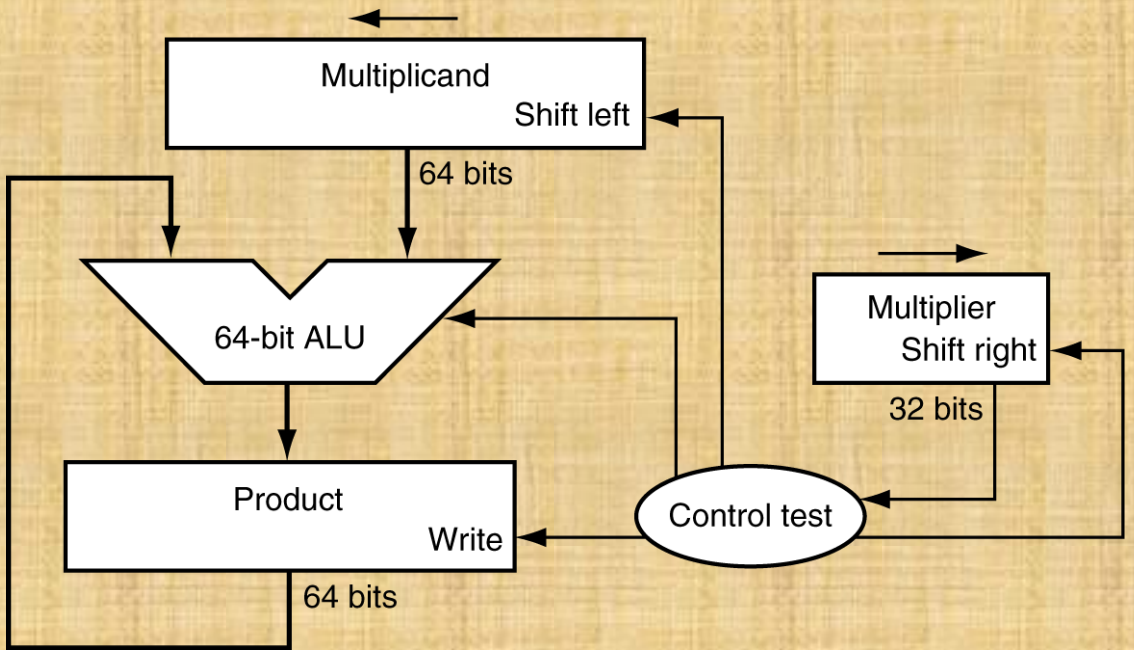 Multiplicand
Shift left
64 bits
64-bit ALU
Multiplier
Shift right
32 bits
Product
Write
Control test
64 bits